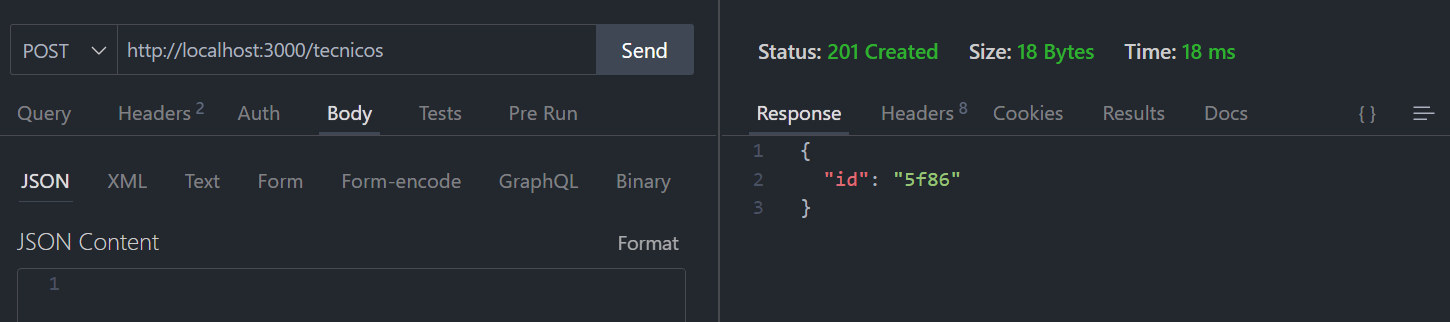 POST http://localhost:3000/tecnicos Send
Query Headers 2 Auth Body Tests Pre Run
JSON XML Text Form Form-encode GraphQL Binary
JSON Content Format
1
Status: 201 Created Size: 18 Bytes Time: 18 ms
Response Headers 8 Cookies Results Docs { }
1 {
2 "id": "5f86"
3 }